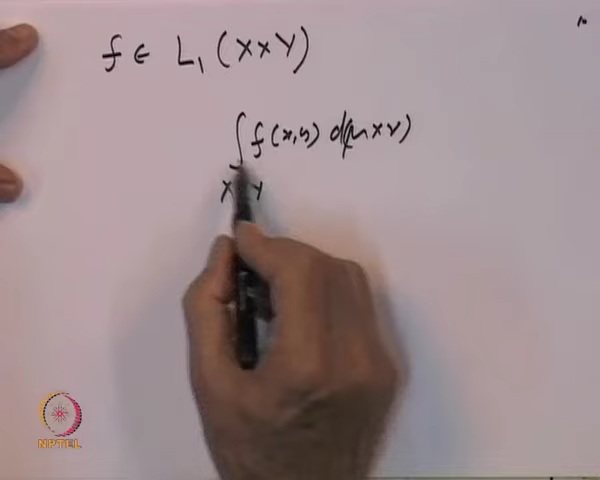 f ∈ L₁ (X×Y)
∫ f(x,y) d(μ×ν)
X Y
NPTEL